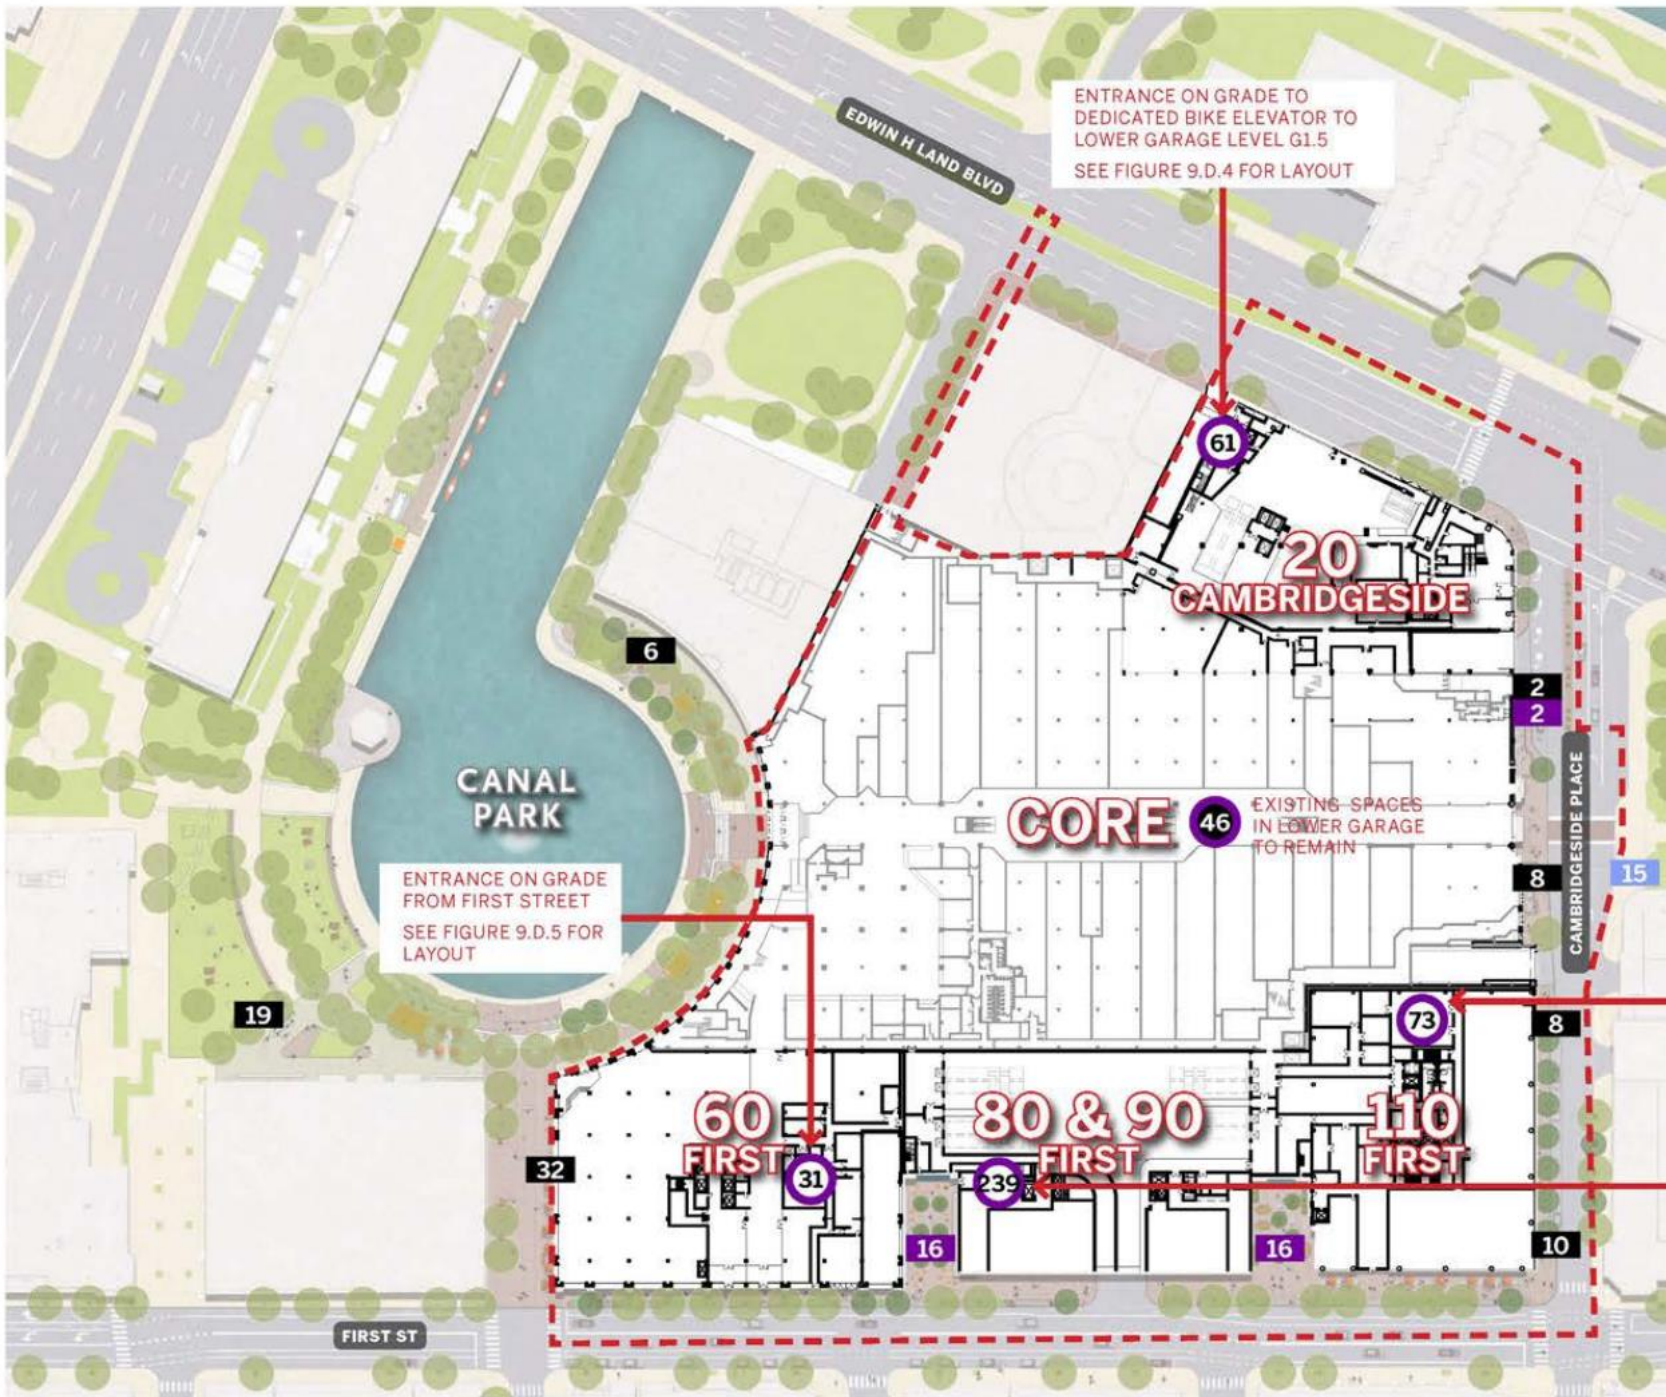 EDWIN H LAND BLVD
ENTRANCE ON GRADE TO
DEDICATED BIKE ELEVATOR TO
LOWER GARAGE LEVEL G1.5
SEE FIGURE 9.D.4 FOR LAYOUT
61
20
CAMBRIDGESIDE
6
2
2
CANAL
PARK
CORE
46
EXISTING SPACES
IN LOWER GARAGE
TO REMAIN
CAMBRIDGESIDE PLACE
15
8
ENTRANCE ON GRADE
FROM FIRST STREET
SEE FIGURE 9.D.5 FOR
LAYOUT
19
73
8
60
FIRST
80 & 90
FIRST
110
FIRST
32
31
239
16
16
10
FIRST ST